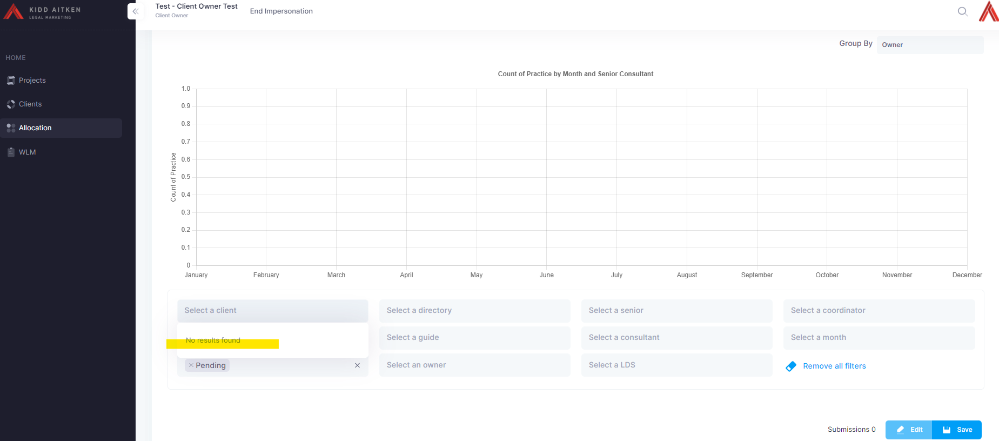 KIDD AITKEN
LEGAL MARKETING
Test - Client Owner Test
Client Owner
End Impersonation
HOME
Projects
Clients
Allocation
WLM
Group By
Owner
Count of Practice by Month and Senior Consultant
Count of Practice
1.0
0.9
0.8
0.7
0.6
0.5
0.4
0.3
0.2
0.1
0
January February March April May June July August September October November December
Select a client
Select a directory
Select a senior
Select a coordinator
No results found
Select a guide
Select a consultant
Select a month
× Pending ×
Select an owner
Select a LDS
Remove all filters
Submissions 0
Edit
Save